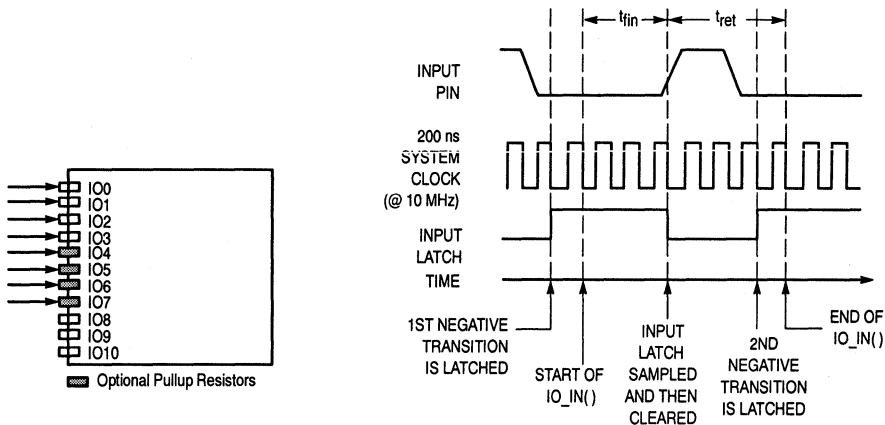 IO0
IO1
IO2
IO3
IO4
IO5
IO6
IO7
IO8
IO9
IO10
Optional Pullup Resistors
tfin
tret
INPUT
PIN
200 ns
SYSTEM
CLOCK
(@ 10 MHz)
INPUT
LATCH
TIME
1ST NEGATIVE
TRANSITION
IS LATCHED
START OF
IO_IN( )
INPUT
LATCH
SAMPLED
AND THEN
CLEARED
2ND
NEGATIVE
TRANSITION
IS LATCHED
END OF
IO_IN( )